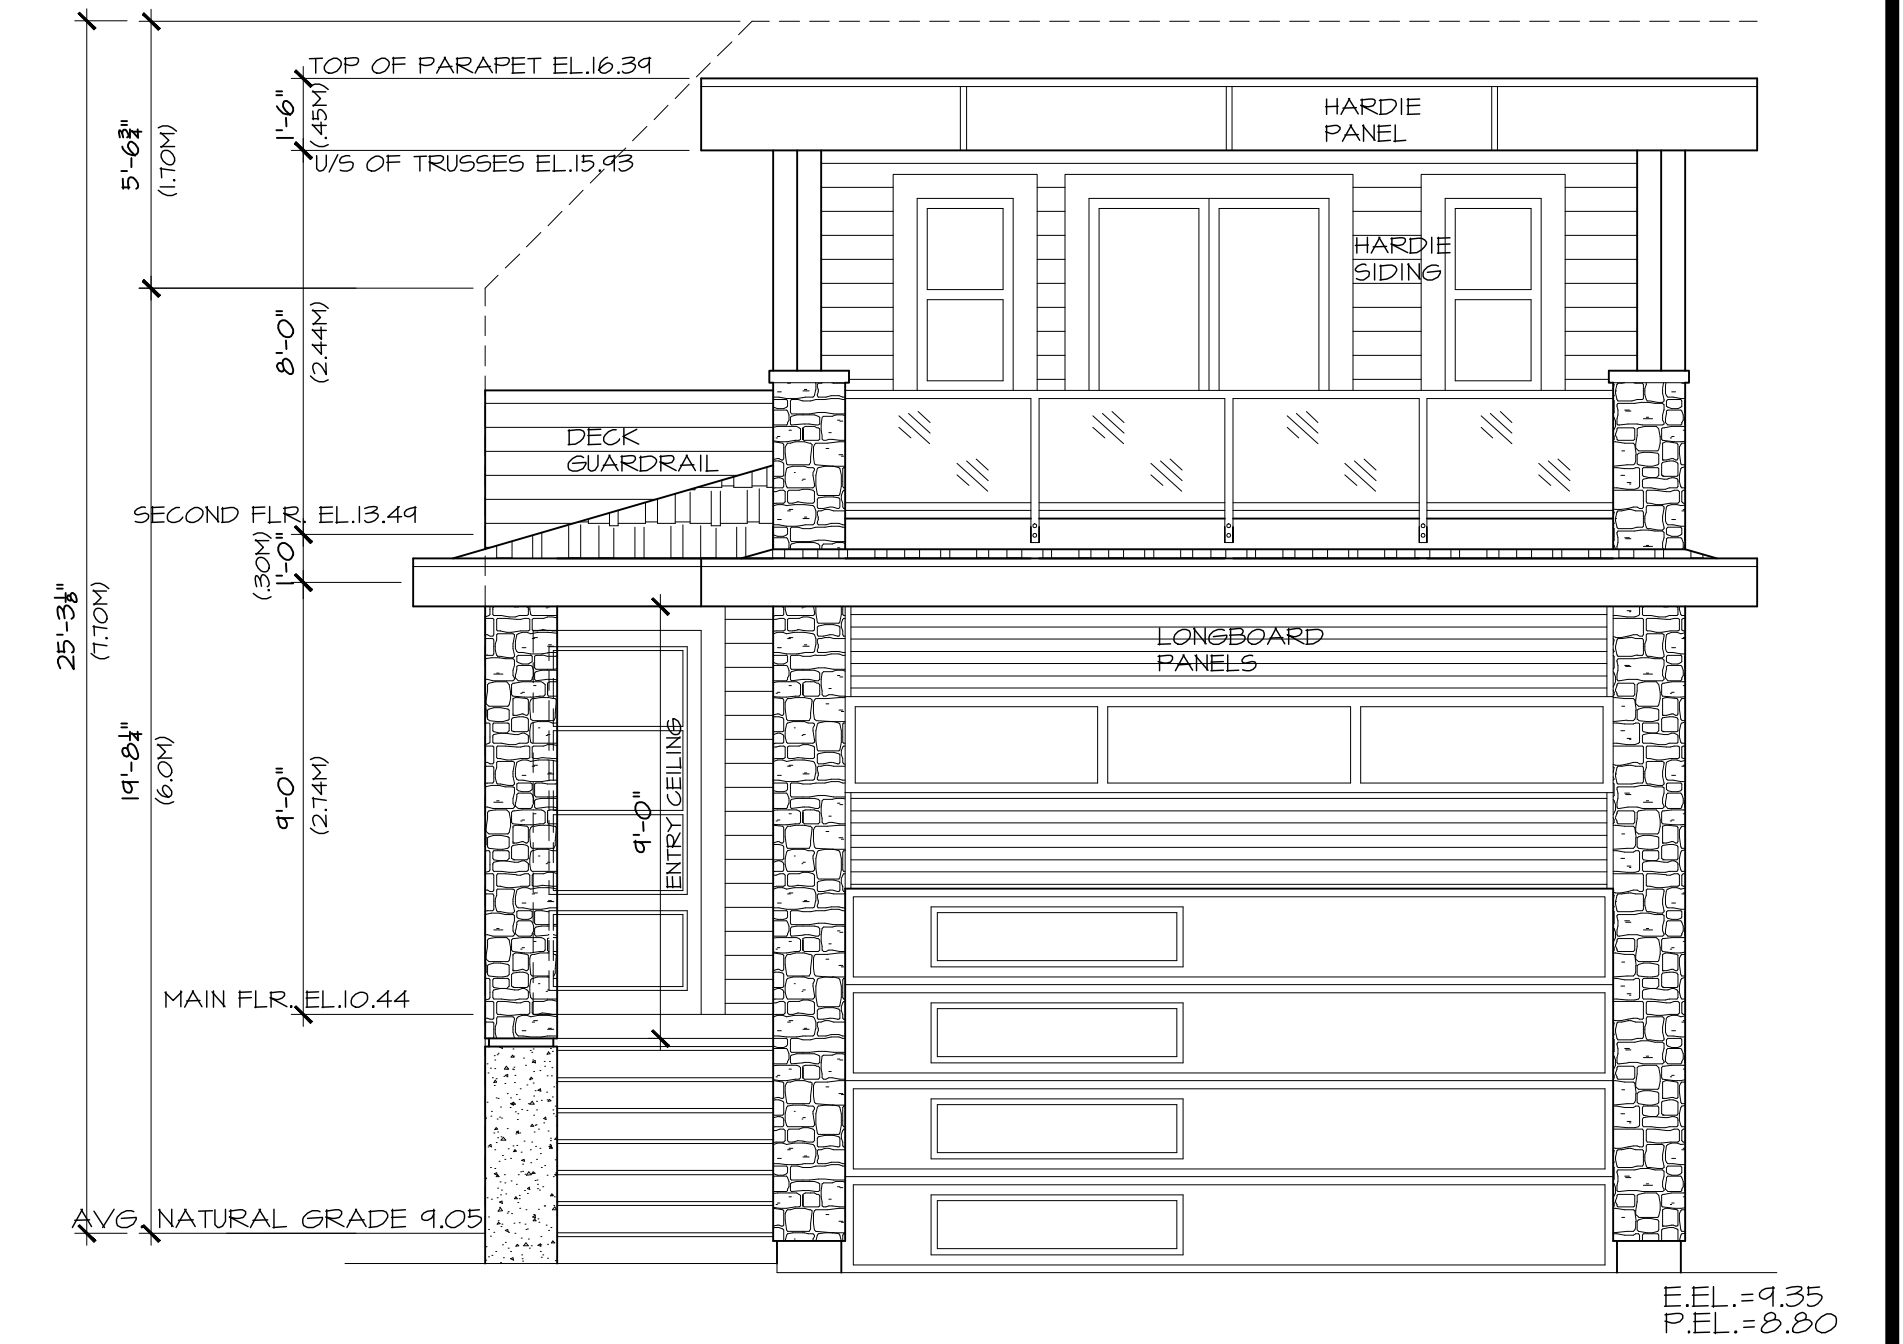 TOP OF PARAPET EL.16.39
1'-6"
(.45M)
HARDIE
PANEL
5'-6¾"
(1.70M)
U/S OF TRUSSES EL.15.93
HARDIE
SIDING
8'-0"
(2.44M)
DECK
GUARDRAIL
SECOND FLR. EL.13.49
1'-0"
(.30M)
25'-3⅛"
(7.70M)
LONGBOARD
PANELS
19'-8¼"
(6.0M)
9'-0"
(2.74M)
9'-0"
ENTRY CEILING
MAIN FLR. EL.10.44
AVG. NATURAL GRADE 9.05
E.EL.=9.35
P.EL.=8.80